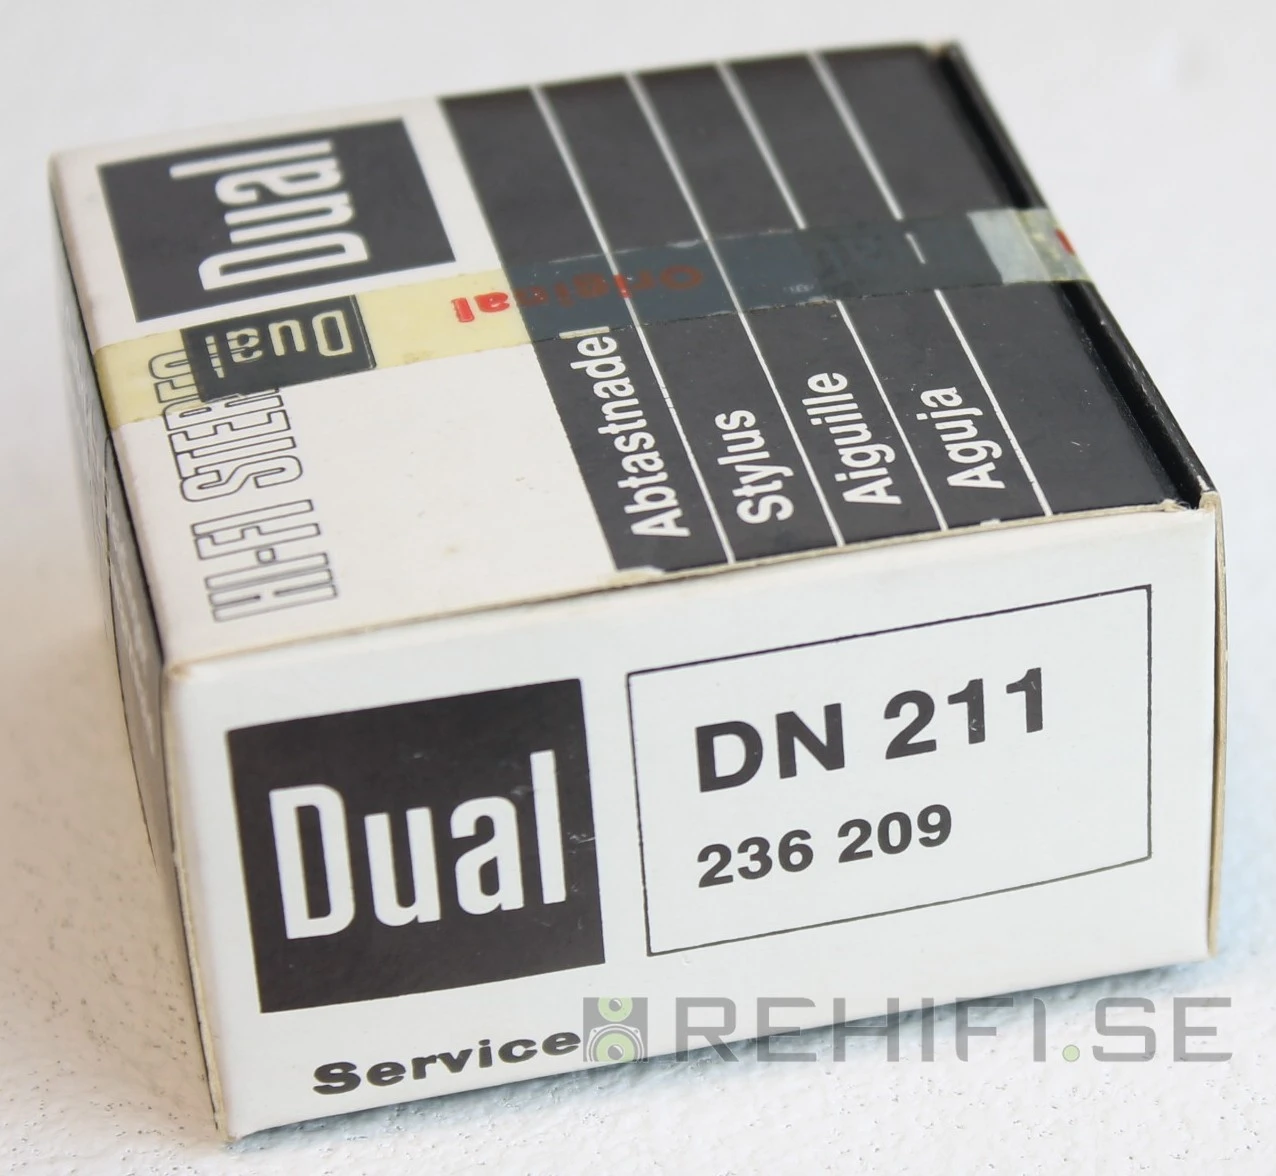 Dual
Dual
Original
HI-FI STEREO
Abtastnadel
Stylus
Aiguille
Aguja
Dual
DN 211
236 209
Service
REHIFI.SE